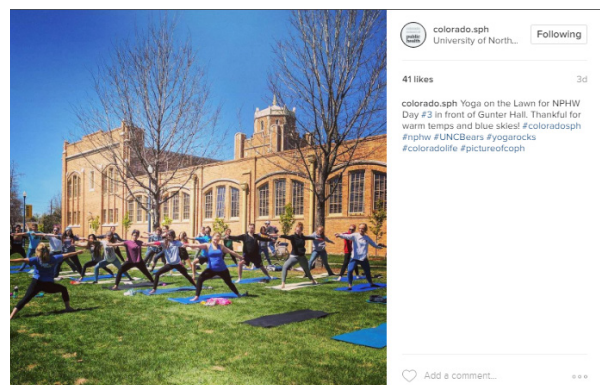 colorado.sph
University of North...
Following
41 likes
3d
colorado.sph Yoga on the Lawn for NPHW
Day #3 in front of Gunter Hall. Thankful for
warm temps and blue skies! #coloradosph
#nphw #UNCBears #yogarocks
#coloradolife #pictureofcoph
Add a comment...